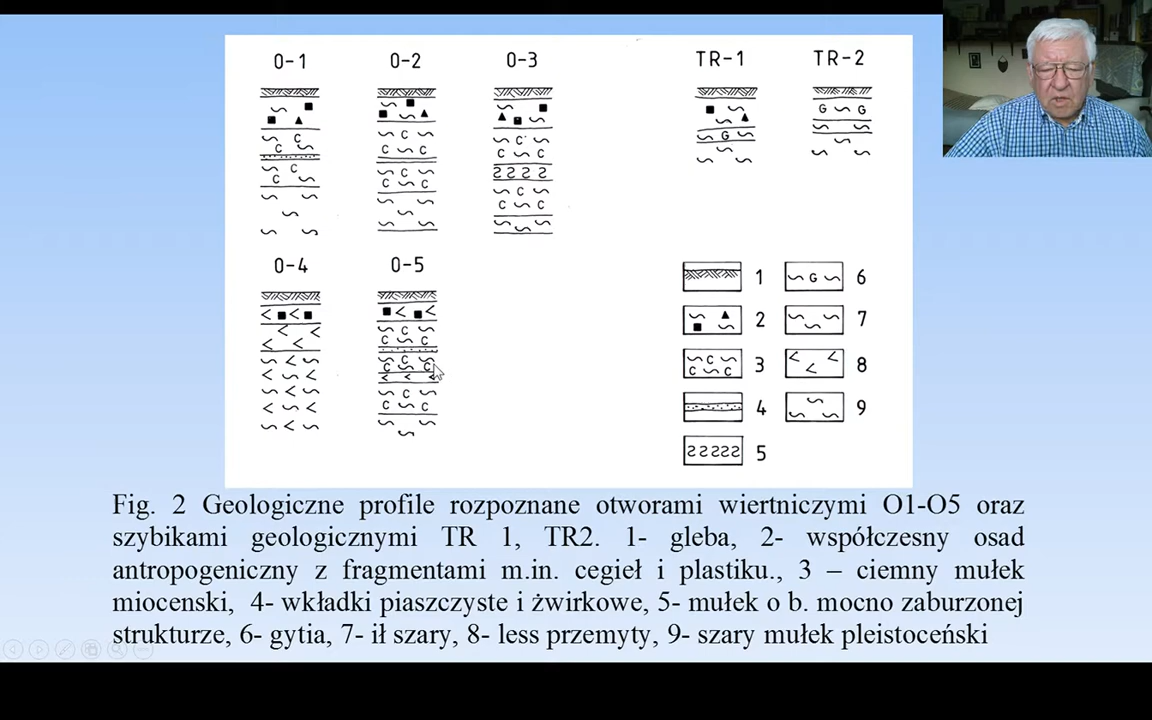 O-1 O-2 O-3 TR-1 TR-2
O-4 O-5
1 6
2 7
3 8
4 9
5
Fig. 2 Geologiczne profile rozpoznane otworami wiertniczymi O1-O5 oraz
szybikami geologicznymi TR 1, TR2. 1- gleba, 2- współczesny osad
antropogeniczny z fragmentami m.in. cegieł i plastiku., 3 – ciemny mułek
miocenski, 4- wkładki piaszczyste i żwirkowe, 5- mułek o b. mocno zaburzonej
strukturze, 6- gytia, 7- ił szary, 8- less przemyty, 9- szary mułek pleistoceński